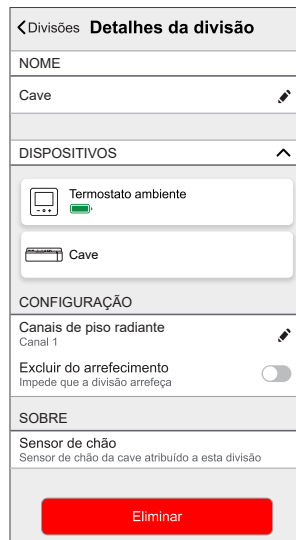 Divisões Detalhes da divisão
NOME
Cave
DISPOSITIVOS
Termostato ambiente
Cave
CONFIGURAÇÃO
Canais de piso radiante
Canal 1
Excluir do arrefecimento
Impede que a divisão arrefeça
SOBRE
Sensor de chão
Sensor de chão da cave atribuído a esta divisão
Eliminar